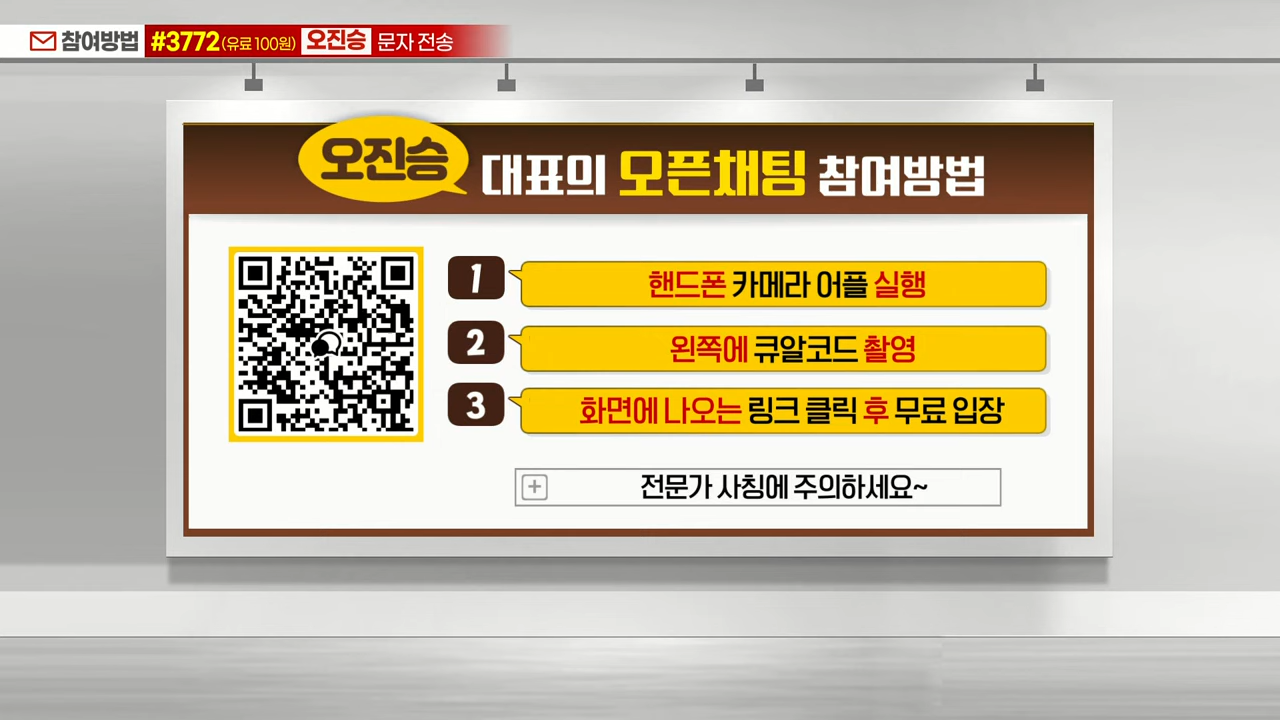 참여방법 #3772(유료 100원) 오진승 문자 전송
오진승 대표의 오픈채팅 참여방법
1 핸드폰 카메라 어플 실행
2 왼쪽에 큐알코드 촬영
3 화면에 나오는 링크 클릭 후 무료 입장
전문가 사칭에 주의하세요~